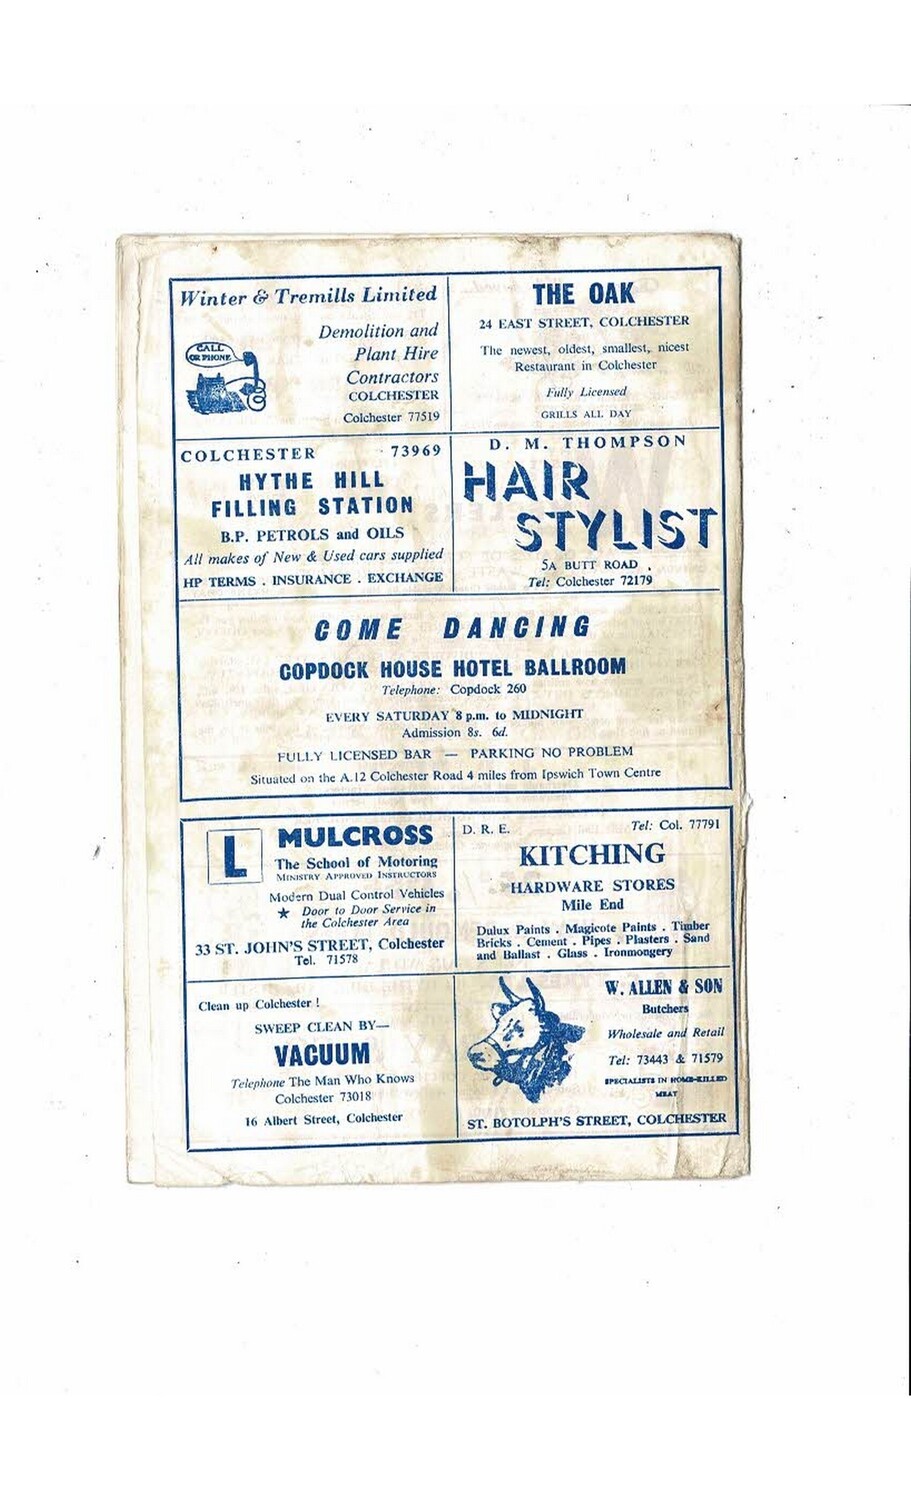 Winter & Tremills Limited
CALL
OR PHONE
Demolition and
Plant Hire
Contractors
COLCHESTER
Colchester 77519
THE OAK
24 EAST STREET, COLCHESTER
The newest, oldest, smallest, nicest
Restaurant in Colchester
Fully Licensed
GRILLS ALL DAY
COLCHESTER 73969
HYTHE HILL
FILLING STATION
B.P. PETROLS and OILS
All makes of New & Used cars supplied
HP TERMS . INSURANCE . EXCHANGE
D. M. THOMPSON
HAIR
STYLIST
5A BUTT ROAD
Tel: Colchester 72179
COME DANCING
COPDOCK HOUSE HOTEL BALLROOM
Telephone: Copdock 260
EVERY SATURDAY 8 p.m. to MIDNIGHT
Admission 8s. 6d.
FULLY LICENSED BAR — PARKING NO PROBLEM
Situated on the A.12 Colchester Road 4 miles from Ipswich Town Centre
L
MULCROSS
The School of Motoring
MINISTRY APPROVED INSTRUCTORS
Modern Dual Control Vehicles
★ Door to Door Service in
the Colchester Area
33 ST. JOHN'S STREET, Colchester
Tel. 71578
D. R. E. Tel: Col. 77791
KITCHING
HARDWARE STORES
Mile End
Dulux Paints . Magicote Paints . Timber
Bricks . Cement . Pipes . Plasters . Sand
and Ballast . Glass . Ironmongery
Clean up Colchester !
SWEEP CLEAN BY—
VACUUM
Telephone The Man Who Knows
Colchester 73018
16 Albert Street, Colchester
W. ALLEN & SON
Butchers
Wholesale and Retail
Tel: 73443 & 71579
SPECIALISTS IN HOME-KILLED
MEAT
ST. BOTOLPH'S STREET, COLCHESTER